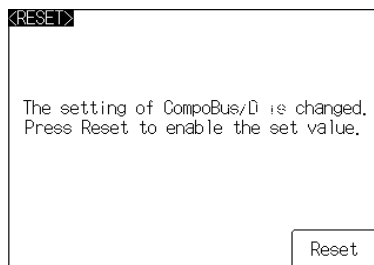 <RESET>
The setting of CompoBus/D is changed.
Press Reset to enable the set value.
Reset